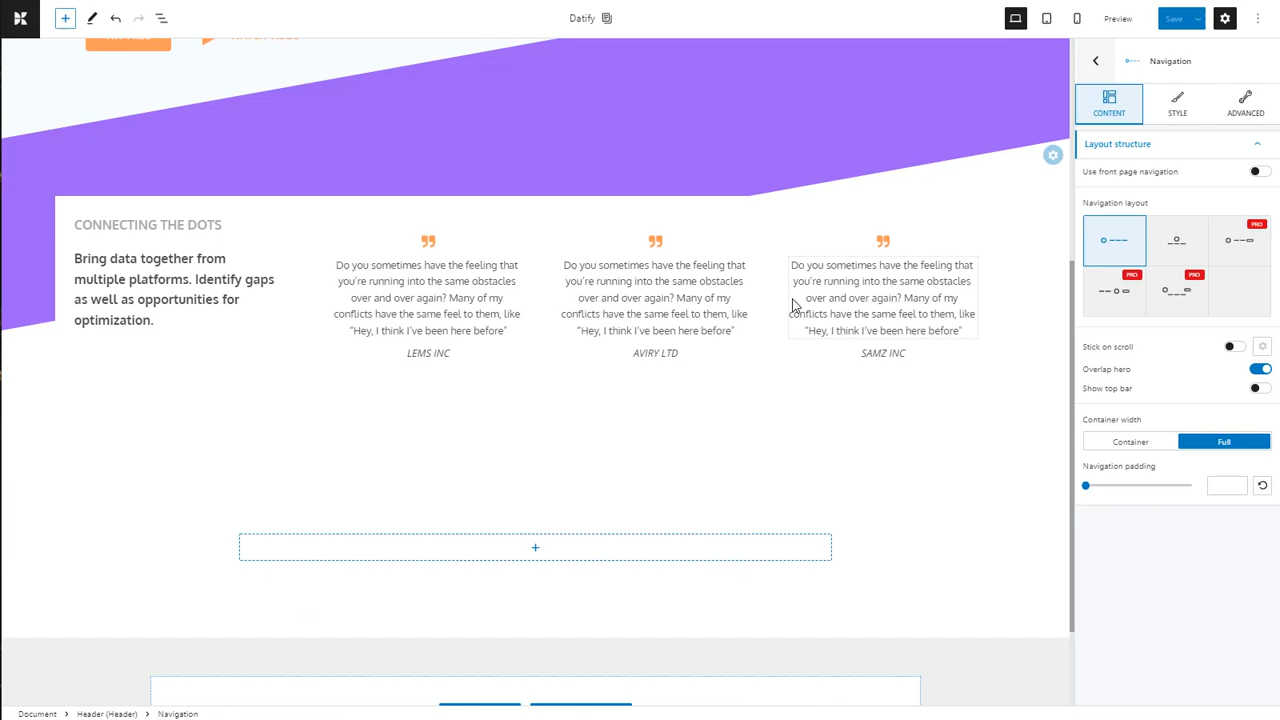 Datify
Preview
Save
Navigation
CONTENT
STYLE
ADVANCED
Layout structure
Use front page navigation
Navigation layout
PRO
PRO
PRO
Stick on scroll
Overlap hero
Show top bar
Container width
Container
Full
Navigation padding
CONNECTING THE DOTS
Bring data together from
multiple platforms. Identify gaps
as well as opportunities for
optimization.
Do you sometimes have the feeling that
you’re running into the same obstacles
over and over again? Many of my
conflicts have the same feel to them, like
“Hey, I think I’ve been here before”
LEMS INC
Do you sometimes have the feeling that
you’re running into the same obstacles
over and over again? Many of my
conflicts have the same feel to them, like
“Hey, I think I’ve been here before”
AVIRY LTD
Do you sometimes have the feeling that
you’re running into the same obstacles
over and over again? Many of my
conflicts have the same feel to them, like
“Hey, I think I’ve been here before”
SAMZ INC
Document > Header (Header) > Navigation